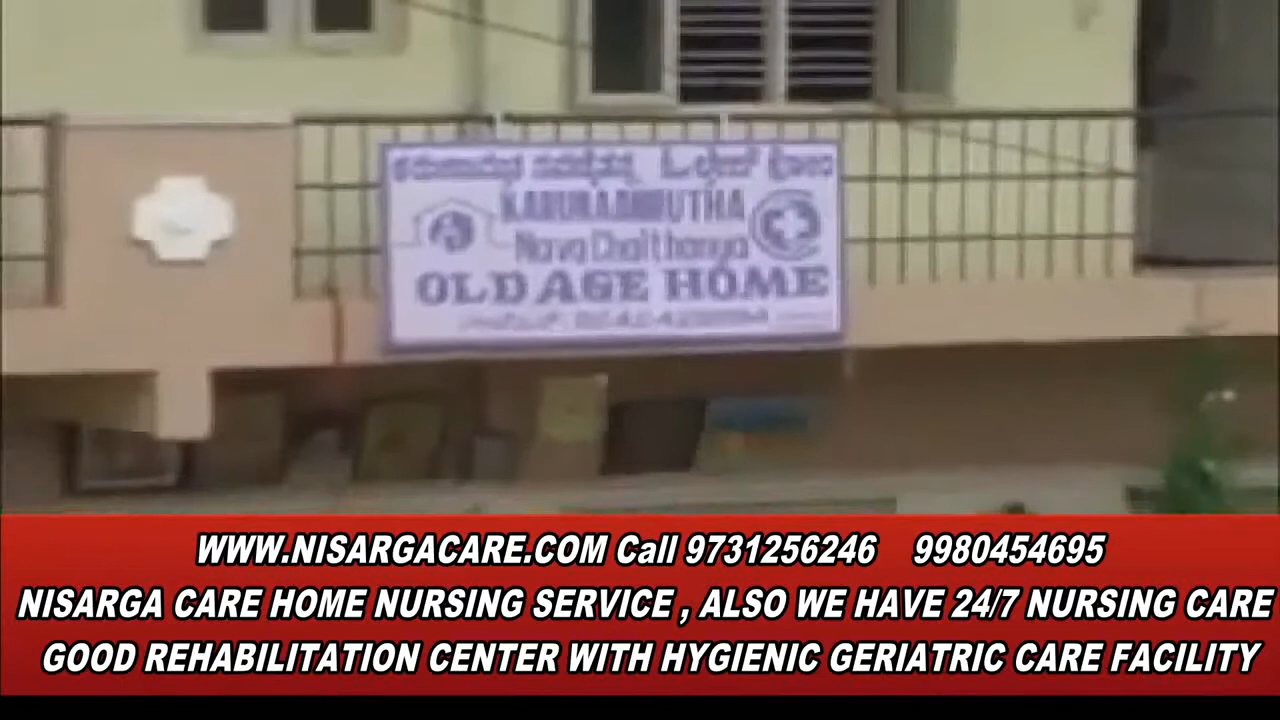 OLD AGE HOME
WWW.NISARGACARE.COM Call 9731256246 9980454695
NISARGA CARE HOME NURSING SERVICE , ALSO WE HAVE 24/7 NURSING CARE
GOOD REHABILITATION CENTER WITH HYGIENIC GERIATRIC CARE FACILITY